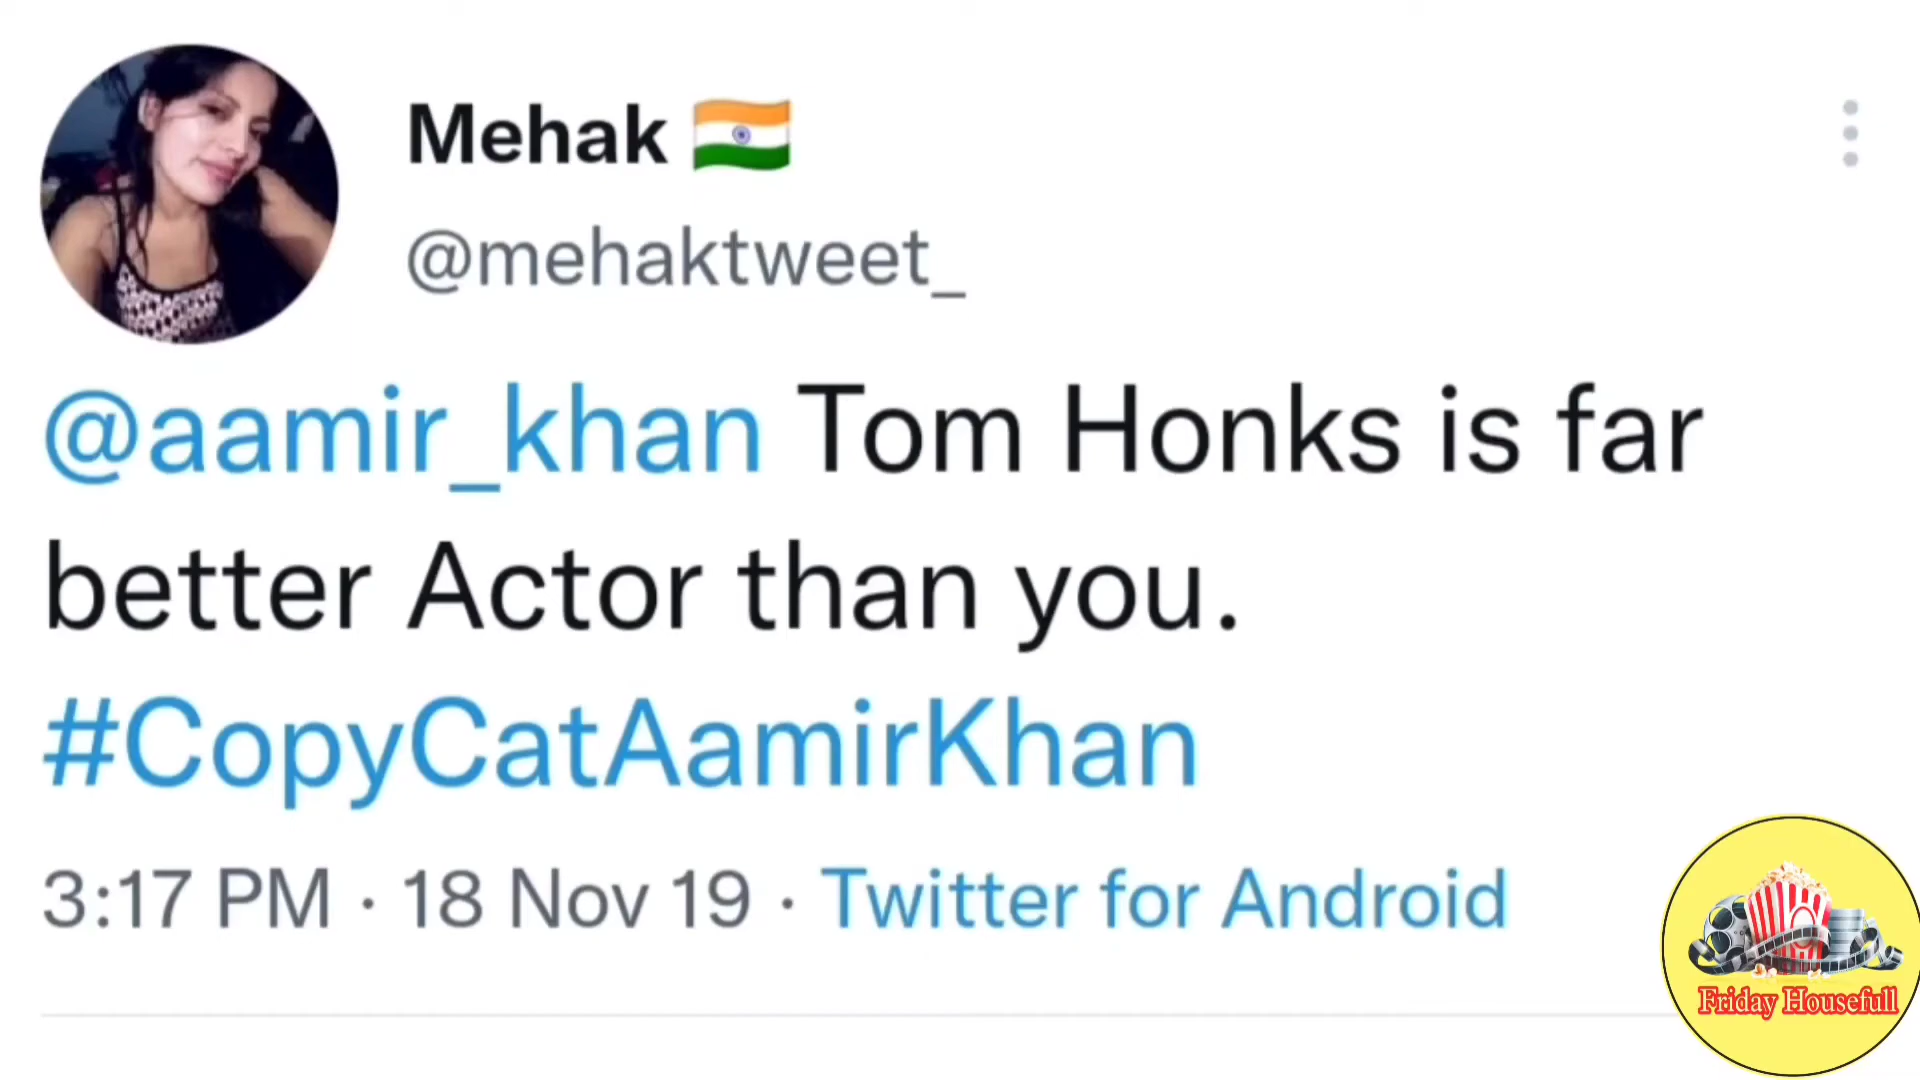 Mehak 🇮🇳
@mehaktweet_
@aamir_khan Tom Honks is far
better Actor than you.
#CopyCatAamirKhan
3:17 PM · 18 Nov 19 · Twitter for Android
Friday Housefull